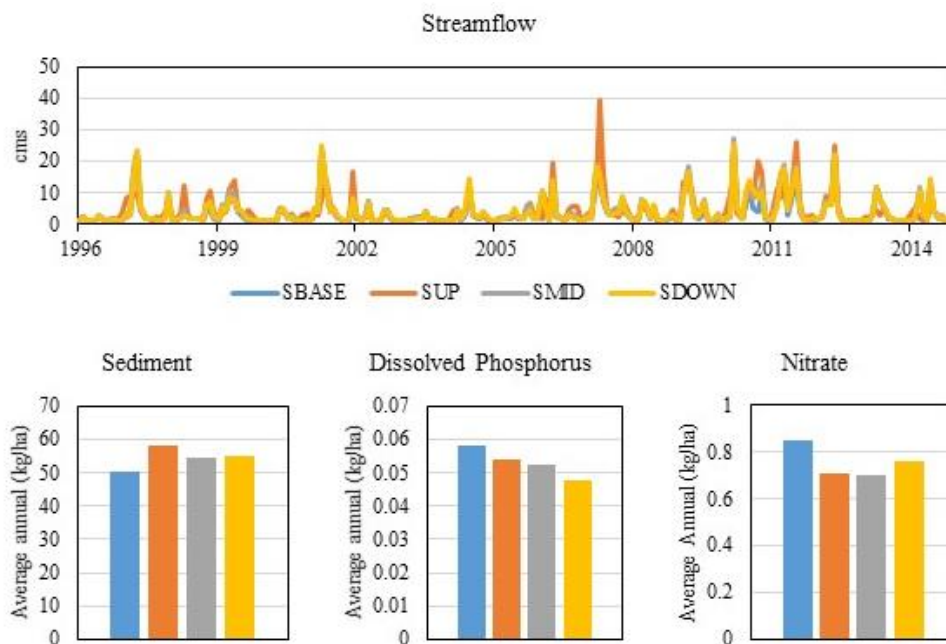 Streamflow
50
40
30
20
10
0
cms
1996 1999 2002 2005 2008 2011 2014
SBASE SUP SMID SDOWN
Sediment
70
60
50
40
30
20
10
0
Average annual (kg/ha)
Dissolved Phosphorus
0.07
0.06
0.05
0.04
0.03
0.02
0.01
0
Average annual (kg/ha)
Nitrate
1
0.8
0.6
0.4
0.2
0
Average Annual (kg/ha)